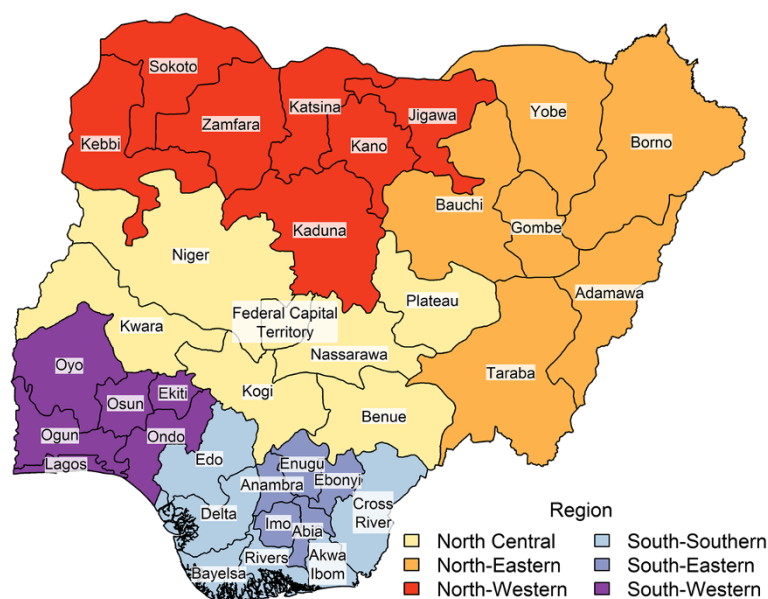 Sokoto
Katsina
Jigawa
Yobe
Zamfara
Kebbi
Kano
Borno
Bauchi
Gombe
Kaduna
Niger
Adamawa
Plateau
Federal Capital
Territory
Kwara
Nassarawa
Oyo
Taraba
Kogi
Ekiti
Osun
Benue
Ogun
Ondo
Lagos
Edo
Enugu
Ebonyi
Anambra
Cross
River
Delta
Imo
Abia
Rivers
Akwa
Ibom
Bayelsa
Region
North Central
North-Eastern
North-Western
South-Southern
South-Eastern
South-Western